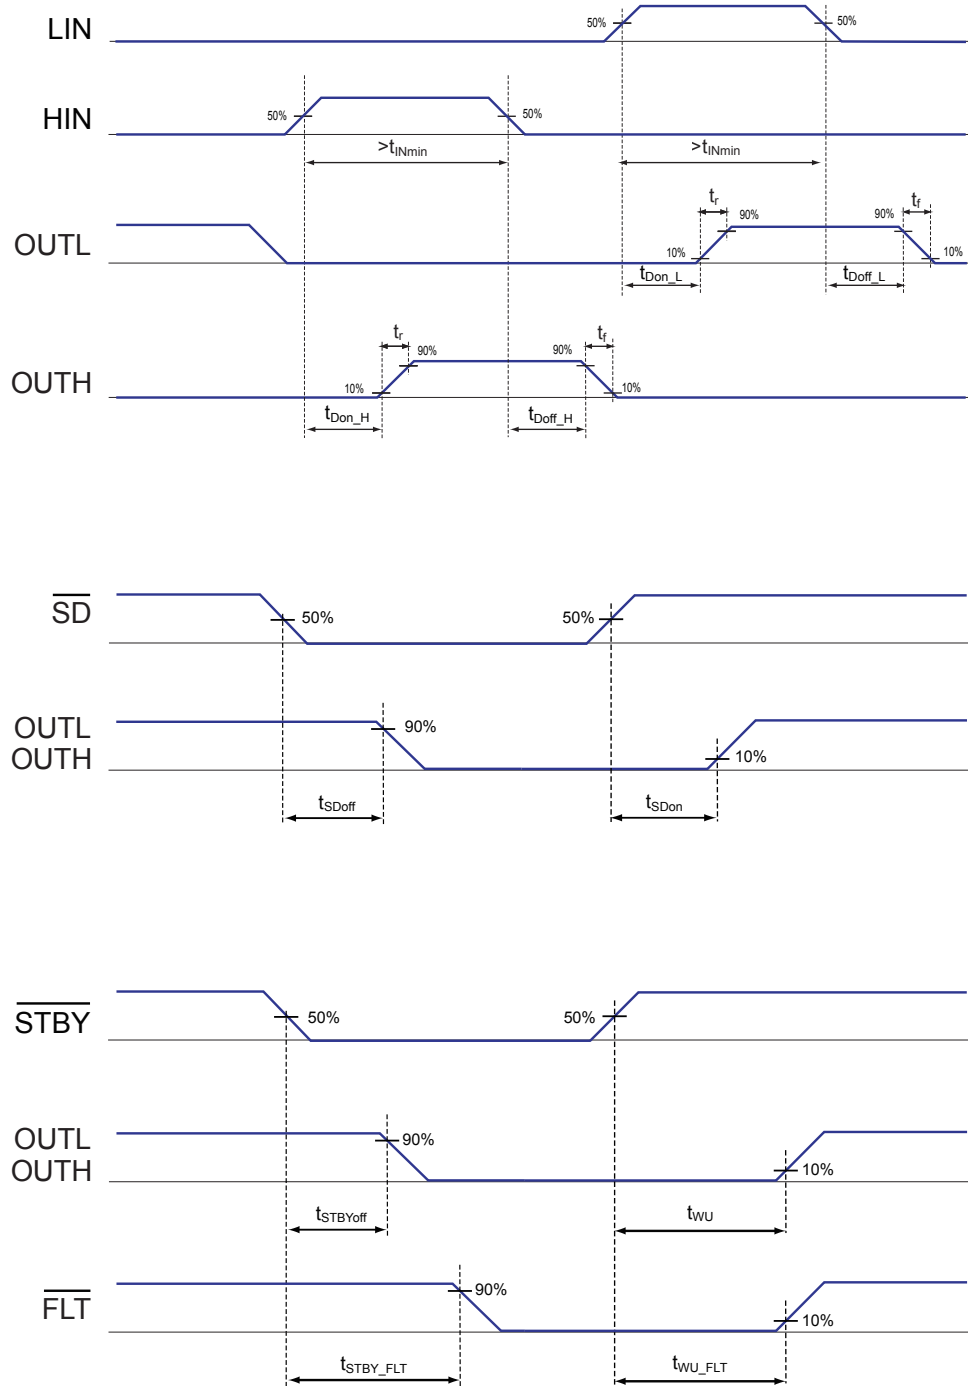 LIN
50%
50%
HIN
50%
50%
>tINmin
>tINmin
OUTL
tr
tf
90%
90%
10%
10%
tDon_L
tDoff_L
OUTH
tr
tf
90%
90%
10%
10%
tDon_H
tDoff_H
SD
50%
50%
OUTL
OUTH
90%
10%
tSDoff
tSDon
STBY
50%
50%
OUTL
OUTH
90%
10%
tSTBYoff
tWU
FLT
90%
10%
tSTBY_FLT
tWU_FLT